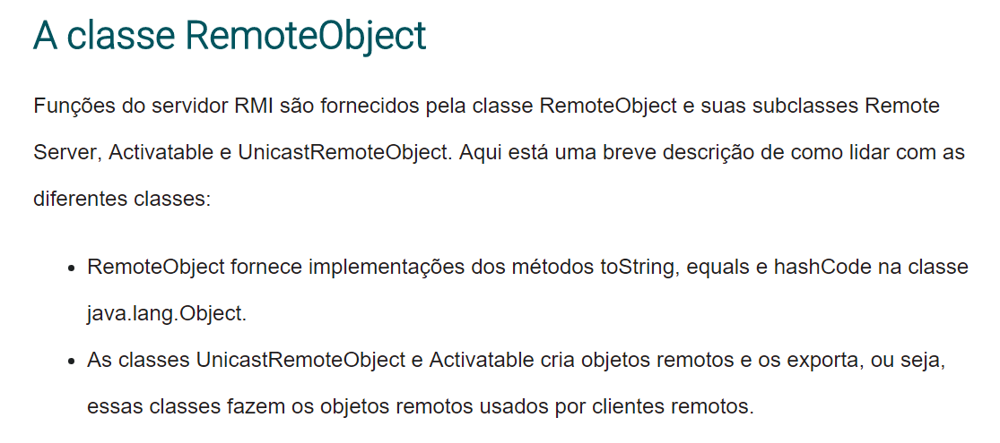 A classe RemoteObject
Funções do servidor RMI são fornecidos pela classe RemoteObject e suas subclasses Remote
Server, Activatable e UnicastRemoteObject. Aqui está uma breve descrição de como lidar com as
diferentes classes:
• RemoteObject fornece implementações dos métodos toString, equals e hashCode na classe
java.lang.Object.
• As classes UnicastRemoteObject e Activatable cria objetos remotos e os exporta, ou seja,
essas classes fazem os objetos remotos usados por clientes remotos.